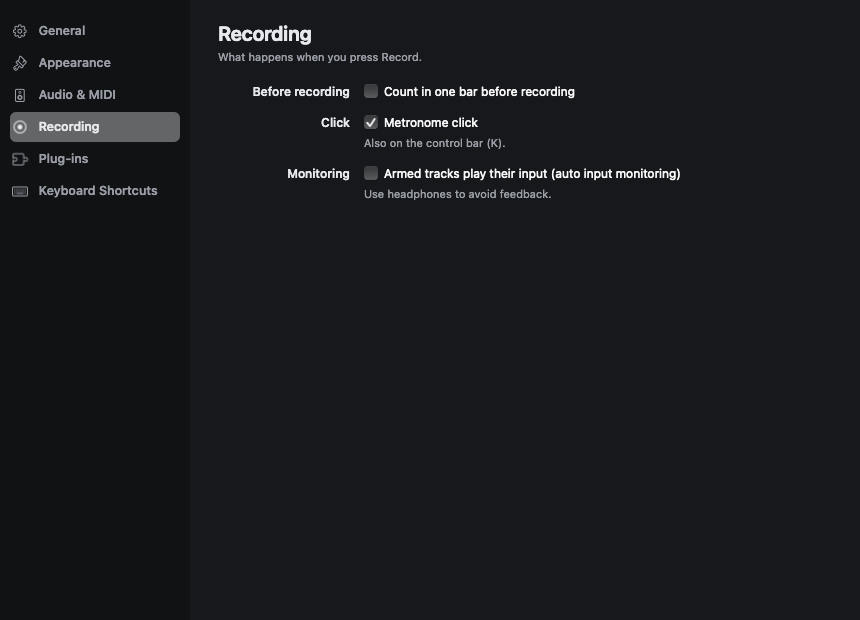 General
Appearance
Audio & MIDI
Recording
Plug-ins
Keyboard Shortcuts
Recording
What happens when you press Record.
Before recording Count in one bar before recording
Click Metronome click
Also on the control bar (K).
Monitoring Armed tracks play their input (auto input monitoring)
Use headphones to avoid feedback.